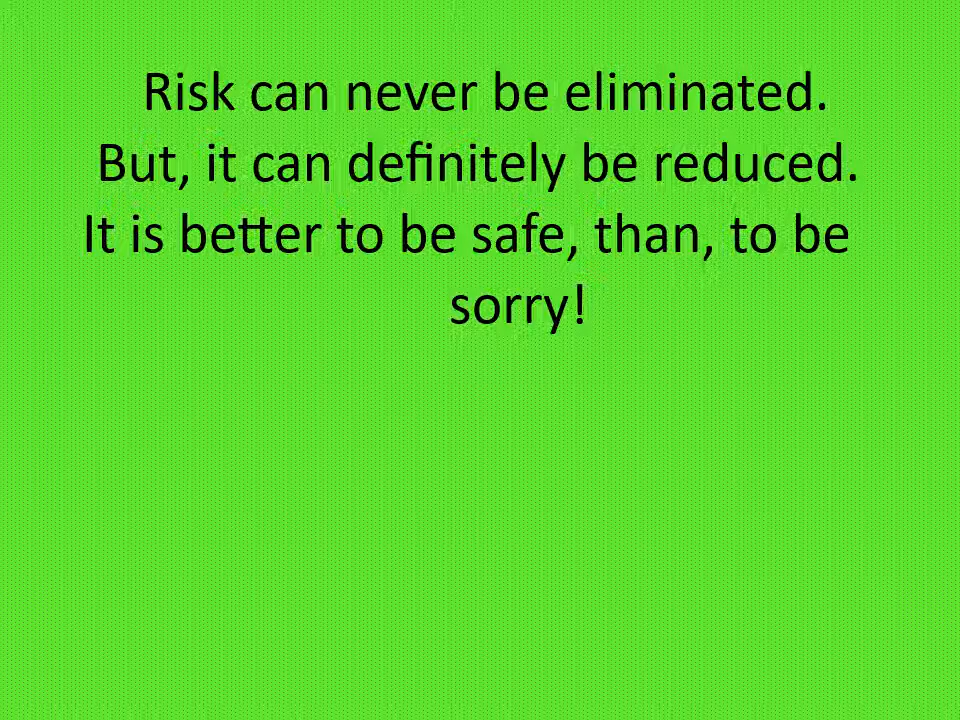 Risk can never be eliminated.
But, it can definitely be reduced.
It is better to be safe, than, to be
sorry!